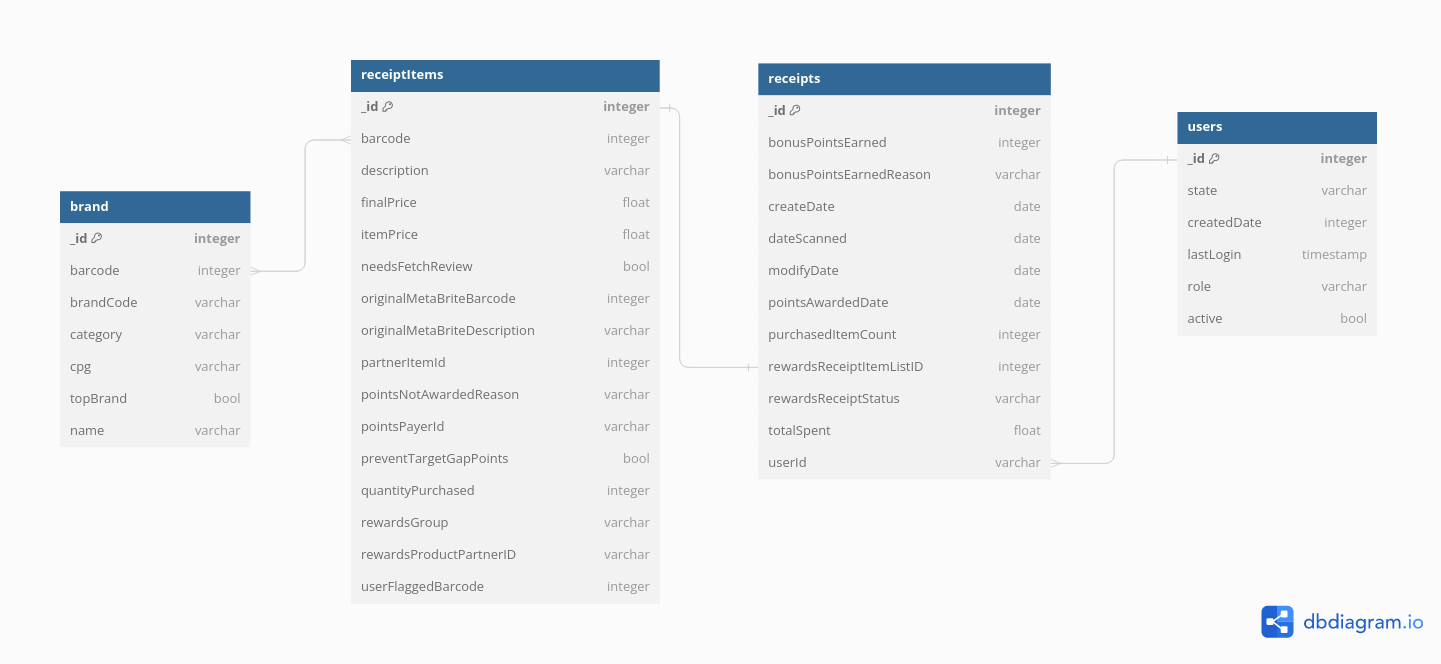 brand
_id integer
barcode integer
brandCode varchar
category varchar
cpg varchar
topBrand bool
name varchar
receiptItems
_id integer
barcode integer
description varchar
finalPrice float
itemPrice float
needsFetchReview bool
originalMetaBriteBarcode integer
originalMetaBriteDescription varchar
partnerItemId integer
pointsNotAwardedReason varchar
pointsPayerId varchar
preventTargetGapPoints bool
quantityPurchased integer
rewardsGroup varchar
rewardsProductPartnerID varchar
userFlaggedBarcode integer
receipts
_id integer
bonusPointsEarned integer
bonusPointsEarnedReason varchar
createDate date
dateScanned date
modifyDate date
pointsAwardedDate date
purchasedItemCount integer
rewardsReceiptItemListID integer
rewardsReceiptStatus varchar
totalSpent float
userId varchar
users
_id integer
state varchar
createdDate integer
lastLogin timestamp
role varchar
active bool
dbdiagram.io